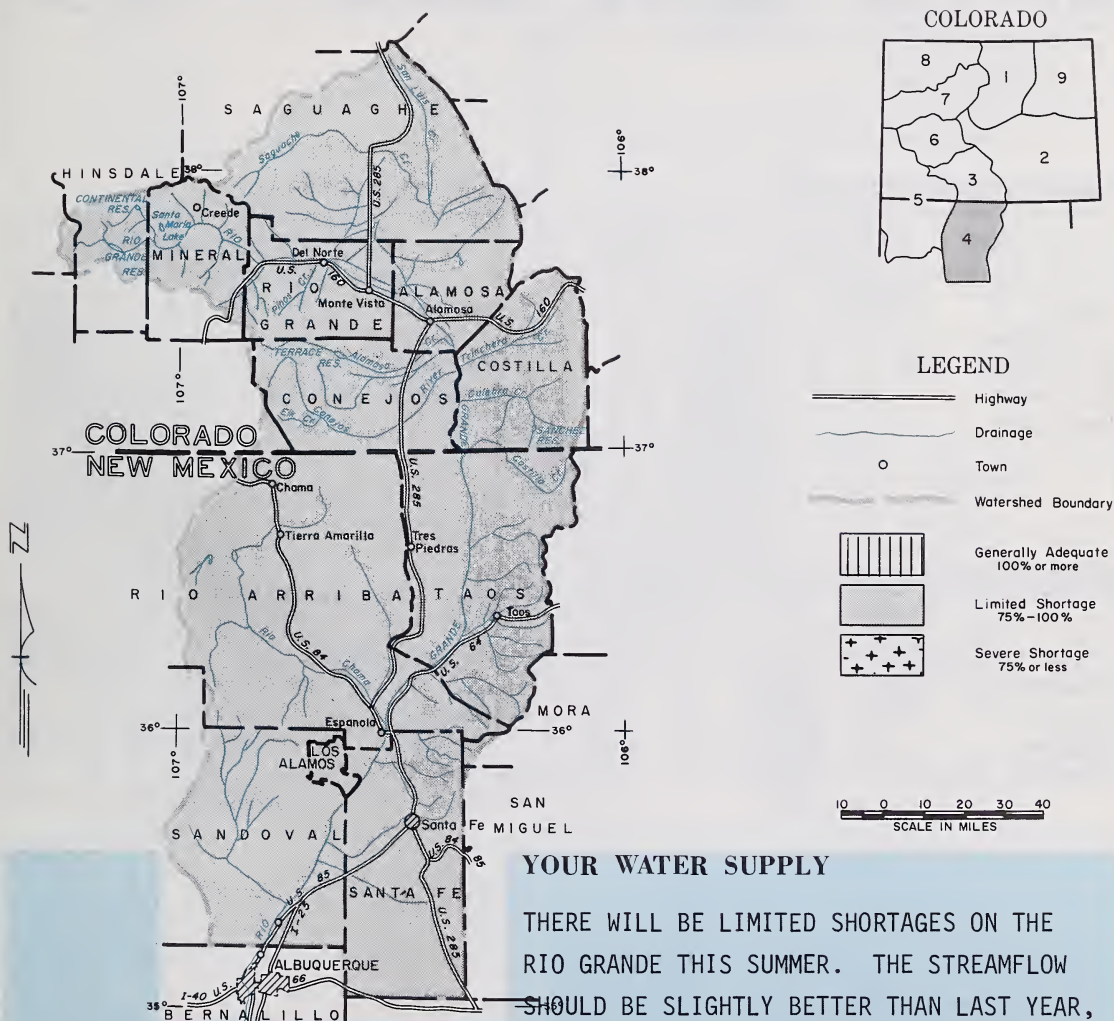 COLORADO
8
1
9
7
6
2
3
5
4
107°
SAGUACHE
San Luis Cr.
106°
38°
HINSDALE
38°
Saguache Cr.
U.S. 285
CONTINENTAL RES.
Santa Maria Lake
Creede
RIO GRANDE RES.
MINERAL
RIO
Del Norte
U.S. 160
RIO GRANDE
Pinos Cr.
Monte Vista
ALAMOSA
Alamosa
U.S. 160
Cr.
Trinchera Cr.
TERRACE RES.
Alamosa
River
COSTILLA
Culebra Cr.
CONEJOS
Elk Cr.
Conejos
GRANDE
SANCHEZ RES.
107°
COLORADO
37°
37°
NEW MEXICO
Costilla Cr.
Chama
U.S. 285
Tierra Amarilla
Tres Piedras
RIO ARRIBA
TAOS
Taos
Rio Chama
U.S. 84
GRANDE
U.S. 64
MORA
Espanola
36°
36°
107°
106°
LOS ALAMOS
SAN MIGUEL
Santa Fe
SANDOVAL
U.S. 84
85
U.S. 85
I-25
SANTA FE
U.S. 285
RIO
ALBUQUERQUE
66
I-40 U.S.
35°
35°
BERNALILLO
LEGEND
Highway
Drainage
Town
Watershed Boundary
Generally Adequate
100% or more
Limited Shortage
75%-100%
Severe Shortage
75% or less
10 0 10 20 30 40
SCALE IN MILES
YOUR WATER SUPPLY
THERE WILL BE LIMITED SHORTAGES ON THE
RIO GRANDE THIS SUMMER. THE STREAMFLOW
SHOULD BE SLIGHTLY BETTER THAN LAST YEAR,